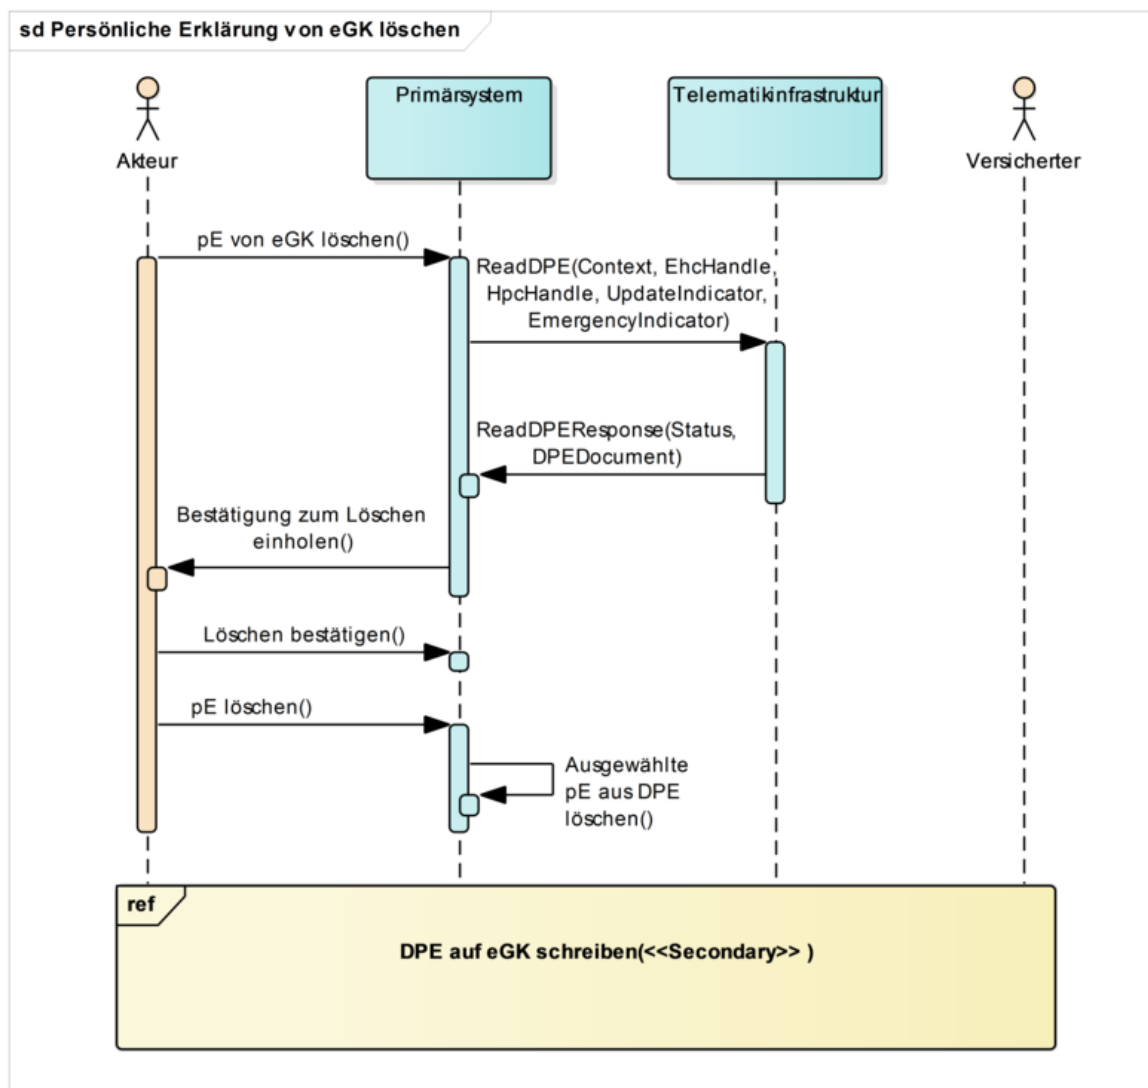 sd Persönliche Erklärung von eGK löschen
Akteur
Primärsystem
Telematikinfrastruktur
Versicherter
pE von eGK löschen()
ReadDPE(Context, EhcHandle,
HpcHandle, UpdateIndicator,
EmergencyIndicator)
ReadDPEResponse(Status,
DPEDocument)
Bestätigung zum Löschen
einholen()
Löschen bestätigen()
pE löschen()
Ausgewählte
pE aus DPE
löschen()
ref
DPE auf eGK schreiben(<<Secondary>> )